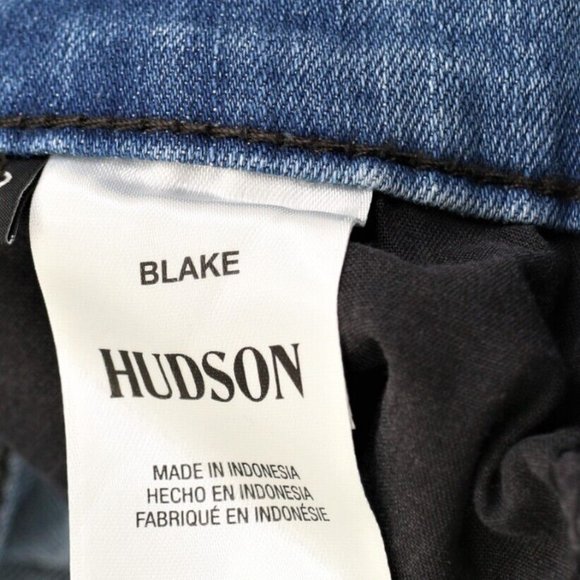 BLAKE
HUDSON
MADE IN INDONESIA
HECHO EN INDONESIA
FABRIQUÉ EN INDONÉSIE